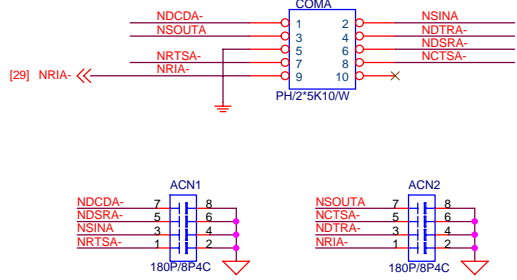 COMA
NDCDA- 1 2 NSINA
NSOUTA 3 4 NDTRA-
5 6 NDSRA-
NRTSA- 7 8 NCTSA-
[29] NRIA- NRIA- 9 10
PH/2*5K10/W
ACN1 ACN2
NDCDA- 7 8 NSOUTA 7 8
NDSRA- 5 6 NCTSA- 5 6
NSINA 3 4 NDTRA- 3 4
NRTSA- 1 2 NRIA- 1 2
180P/8P4C 180P/8P4C